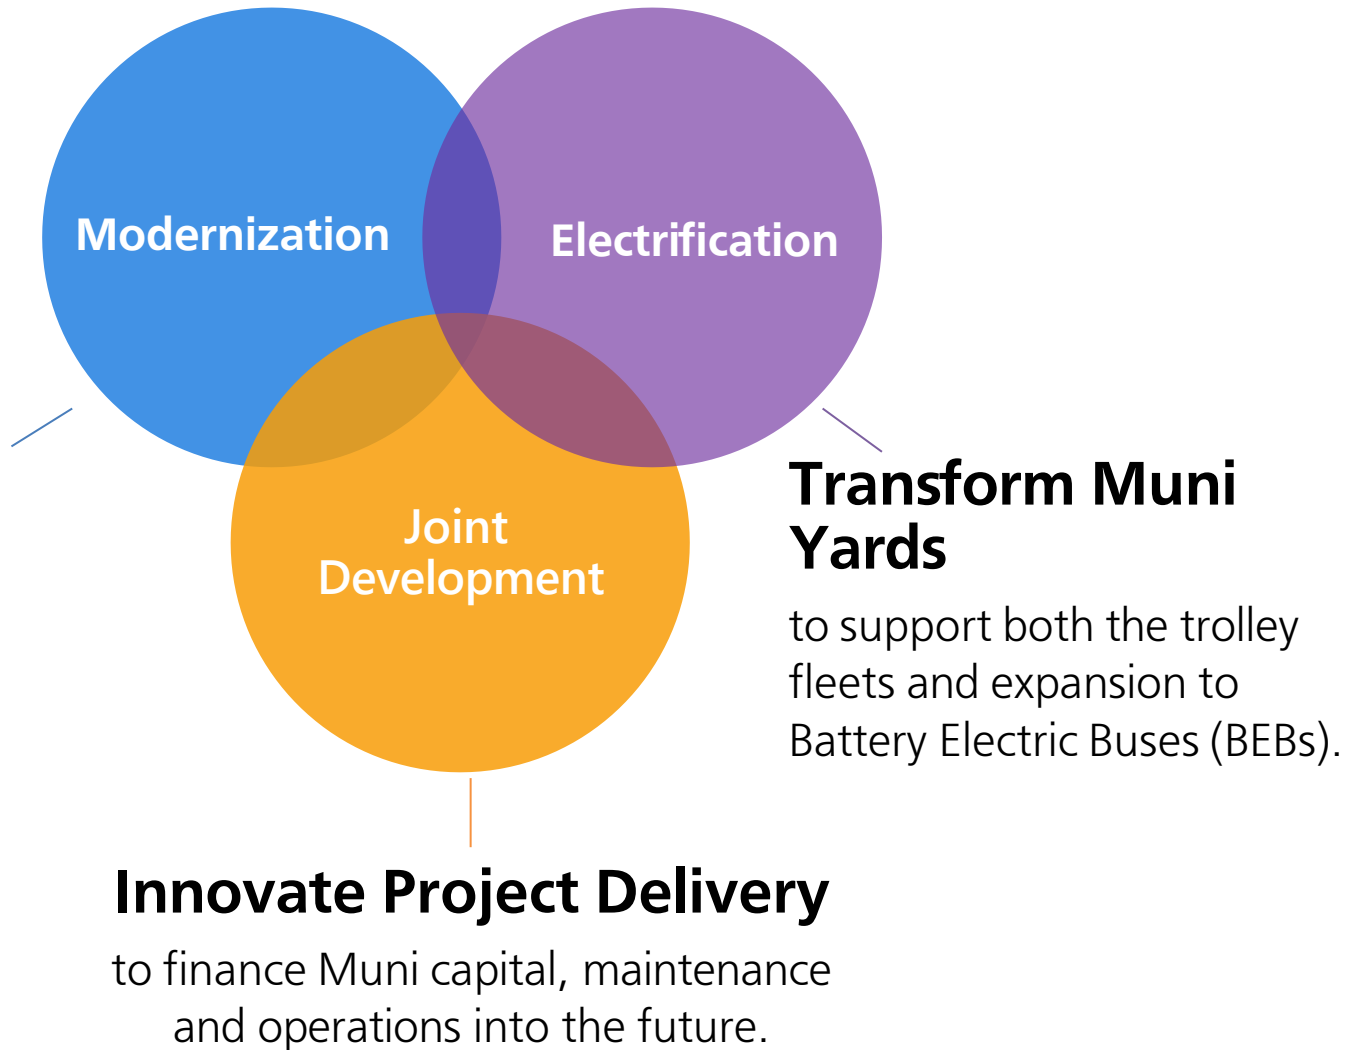 Modernization
Electrification
Joint
Development
Transform Muni
Yards
to support both the trolley
fleets and expansion to
Battery Electric Buses (BEBs).
Innovate Project Delivery
to finance Muni capital, maintenance
and operations into the future.